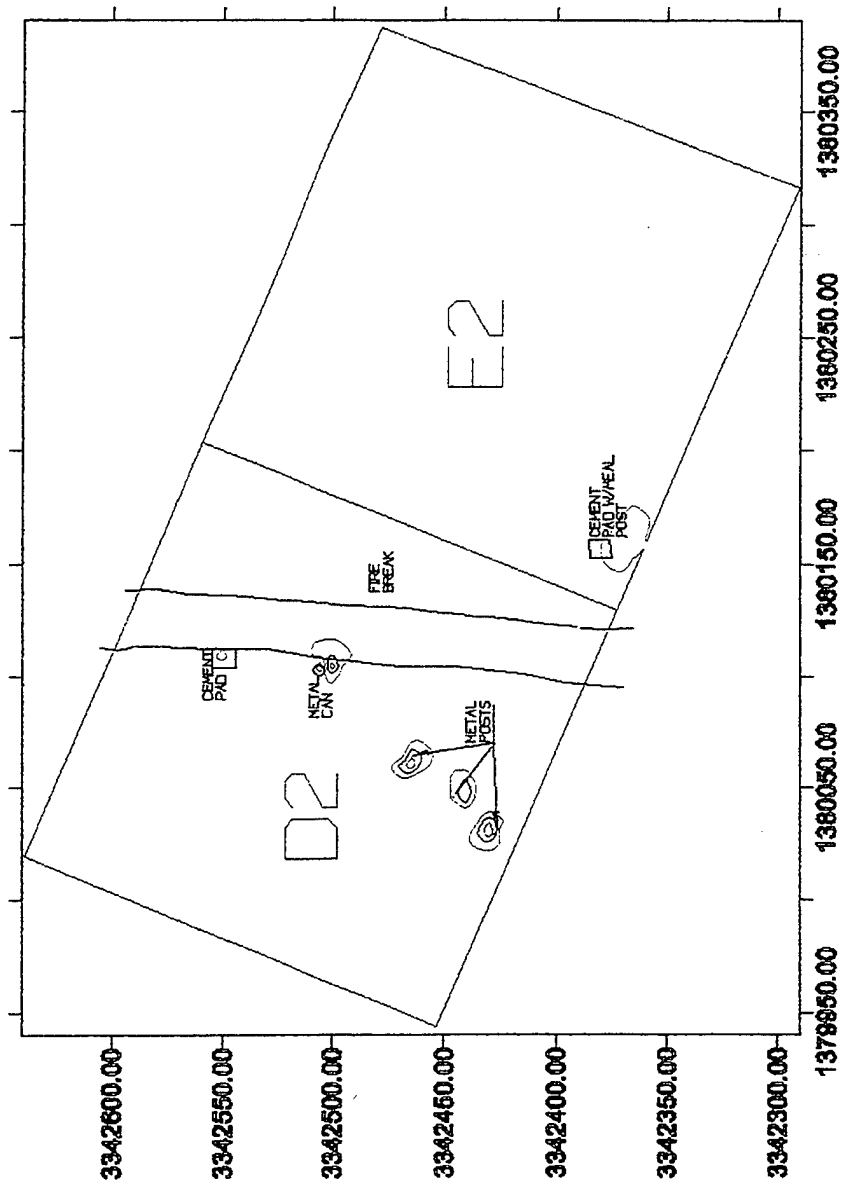 3342600.00
3342550.00
3342500.00
3342450.00
3342400.00
3342350.00
3342300.00
1379950.00
1380050.00
1380150.00
1380250.00
1380350.00
D2
E2
CEMENT
PAD
METAL
CAN
METAL
POSTS
FIRE
BREAK
CEMENT
PAD W/MEAL
POST
C